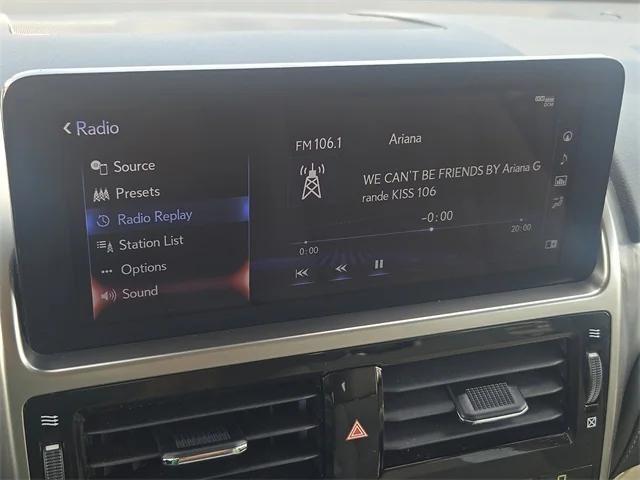 Radio
Source
Presets
Radio Replay
Station List
Options
Sound
FM 106.1
Ariana
WE CAN'T BE FRIENDS BY Ariana G
rande KISS 106
-0:00
0:00
20:00
DCM